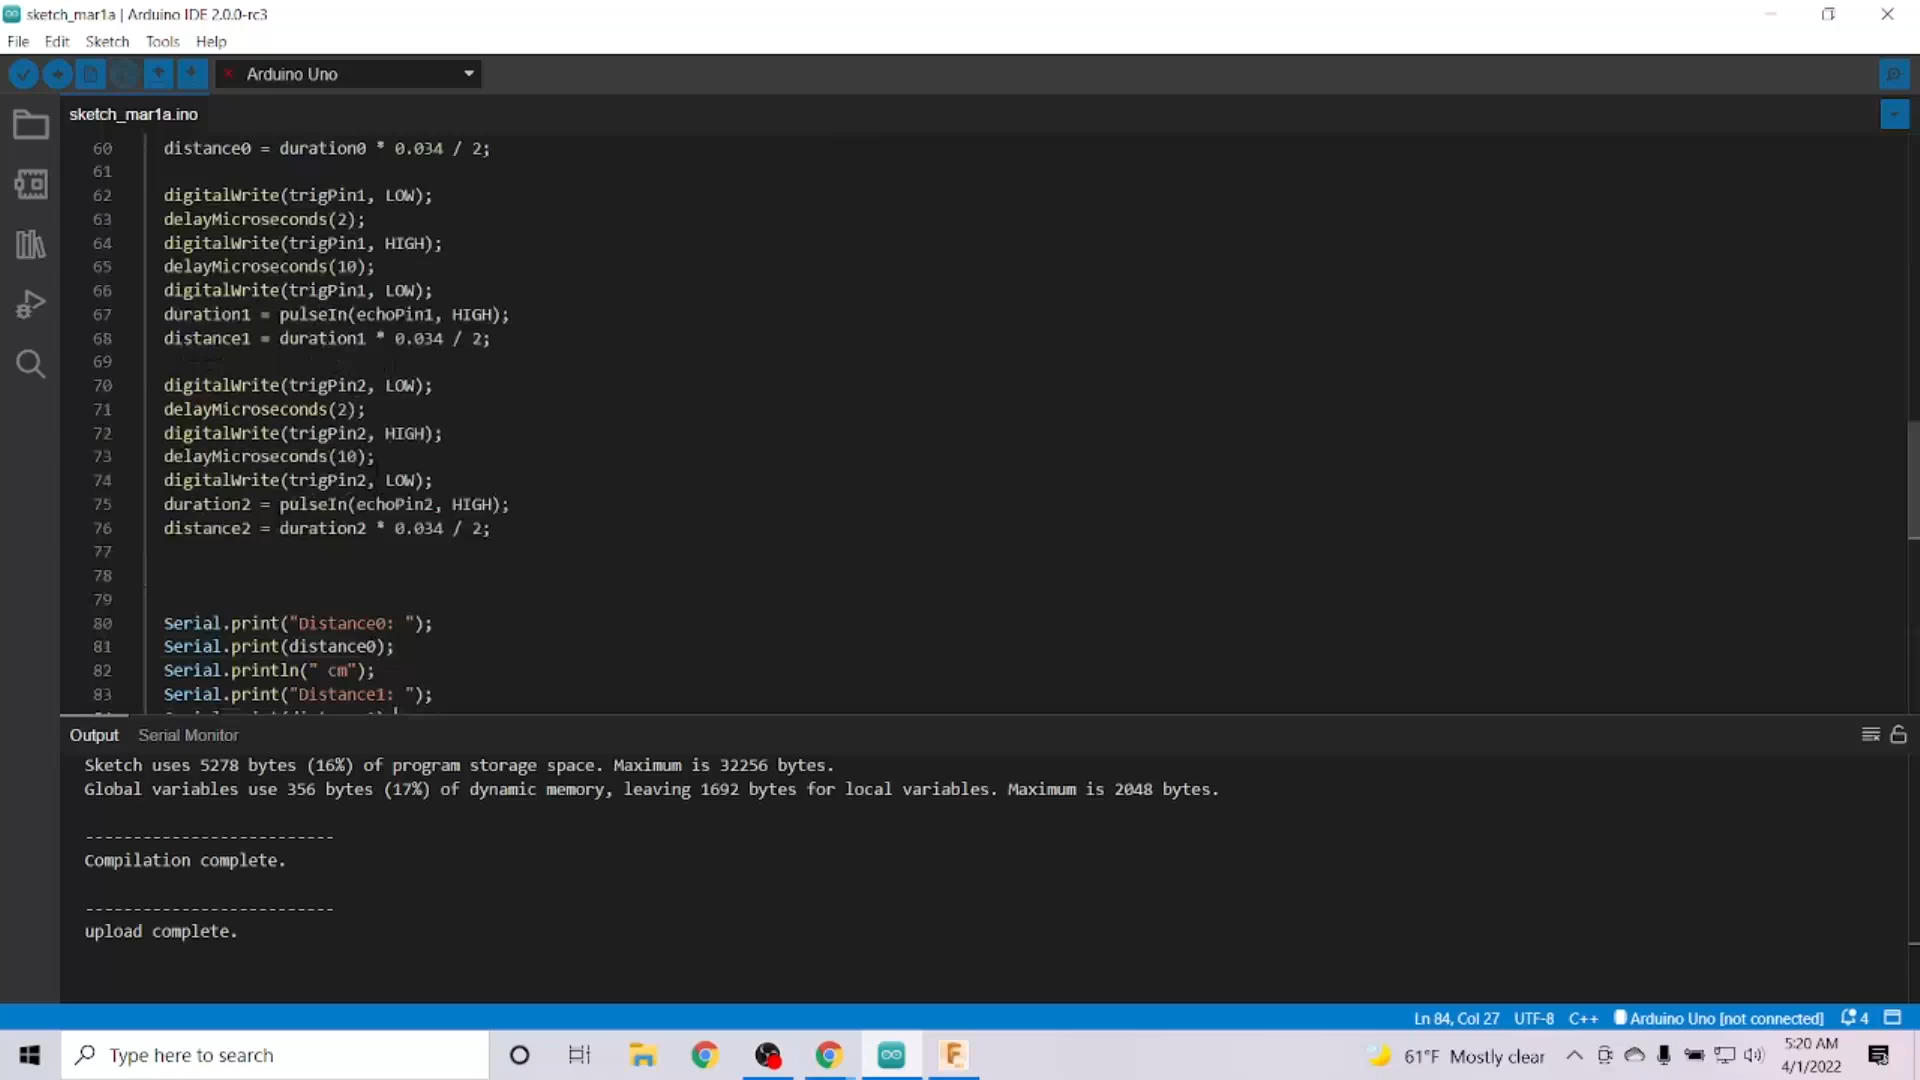 sketch_mar1a | Arduino IDE 2.0.0-rc3
File Edit Sketch Tools Help
Arduino Uno
sketch_mar1a.ino
60 distance0 = duration0 * 0.034 / 2;
61
62 digitalWrite(trigPin1, LOW);
63 delayMicroseconds(2);
64 digitalWrite(trigPin1, HIGH);
65 delayMicroseconds(10);
66 digitalWrite(trigPin1, LOW);
67 duration1 = pulseIn(echoPin1, HIGH);
68 distance1 = duration1 * 0.034 / 2;
69
70 digitalWrite(trigPin2, LOW);
71 delayMicroseconds(2);
72 digitalWrite(trigPin2, HIGH);
73 delayMicroseconds(10);
74 digitalWrite(trigPin2, LOW);
75 duration2 = pulseIn(echoPin2, HIGH);
76 distance2 = duration2 * 0.034 / 2;
77
78
79
80 Serial.print("Distance0: ");
81 Serial.print(distance0);
82 Serial.println(" cm");
83 Serial.print("Distance1: ");
Output Serial Monitor
Sketch uses 5278 bytes (16%) of program storage space. Maximum is 32256 bytes.
Global variables use 356 bytes (17%) of dynamic memory, leaving 1692 bytes for local variables. Maximum is 2048 bytes.
--------------------------
Compilation complete.
--------------------------
upload complete.
Ln 84, Col 27 UTF-8 C++ Arduino Uno [not connected] 4
Type here to search
61°F Mostly clear
5:20 AM
4/1/2022